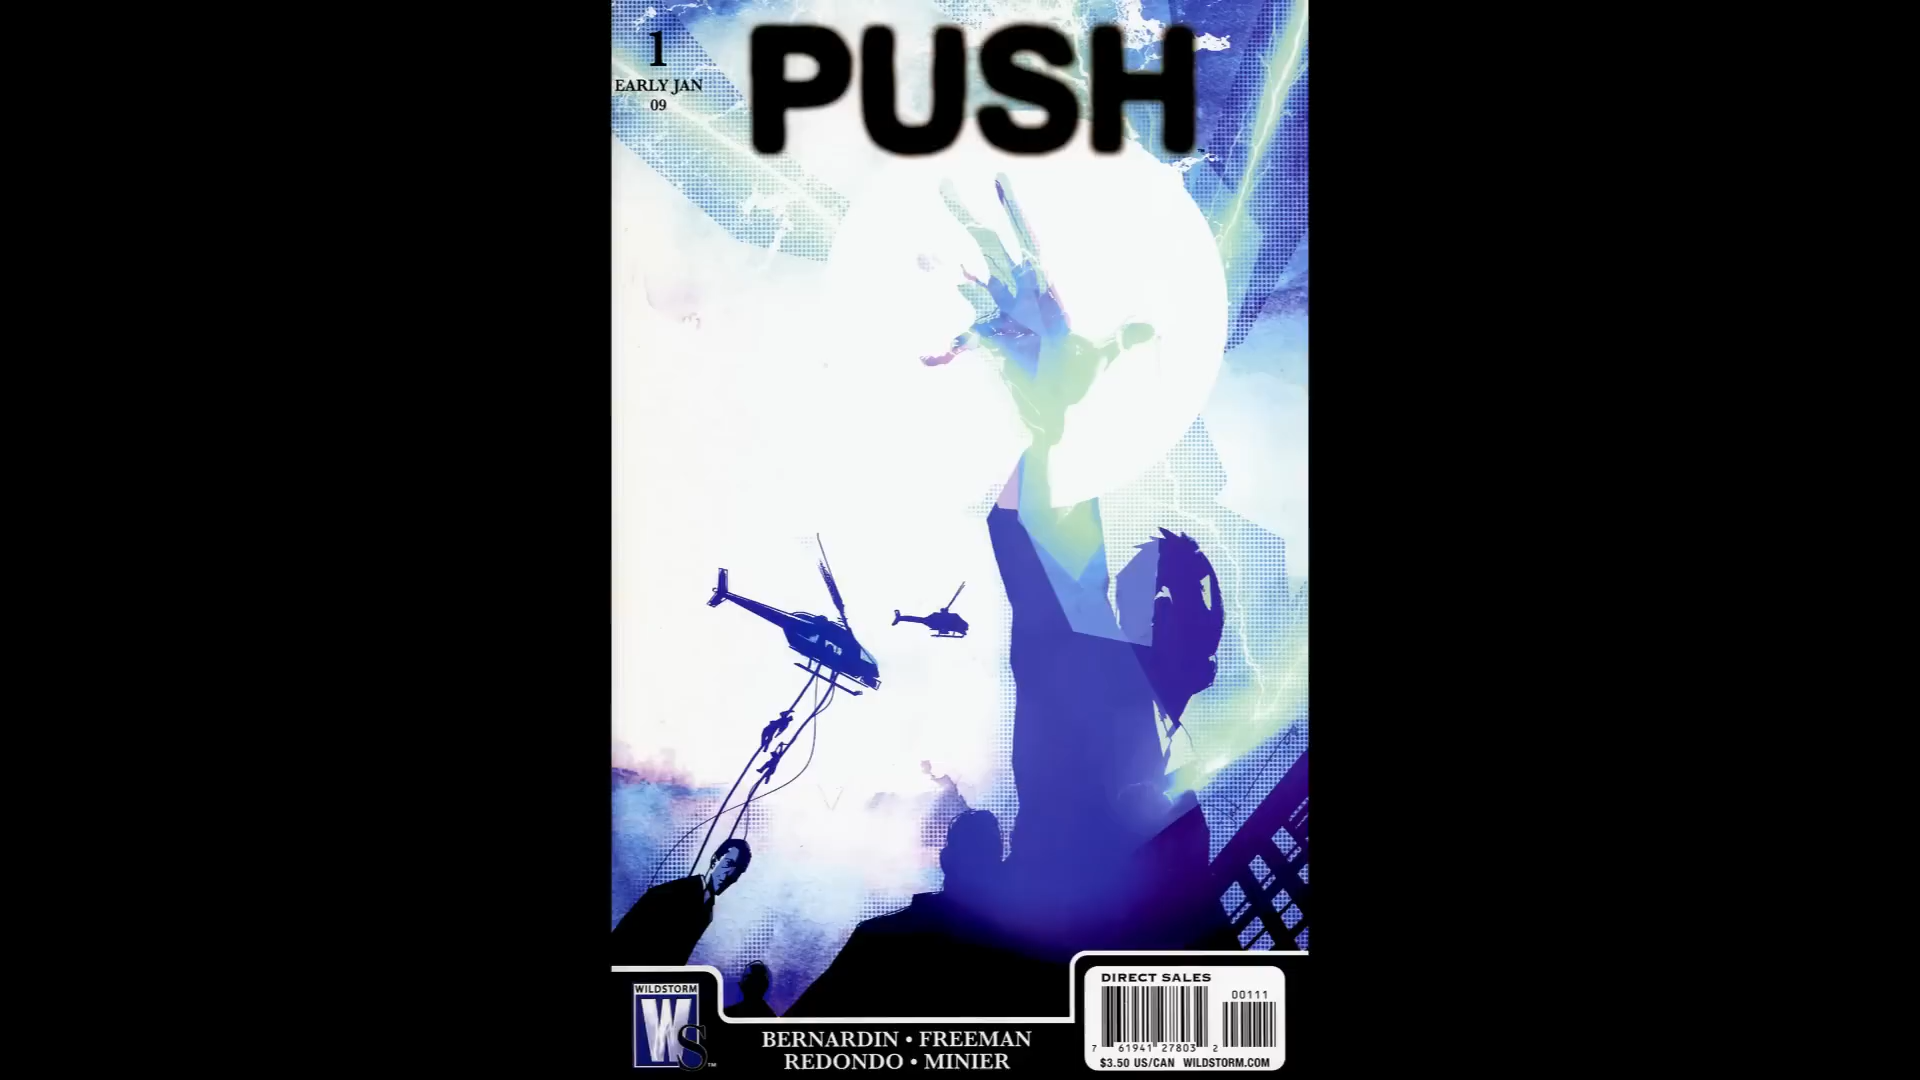 PUSH
1
EARLY JAN
09
WILDSTORM
WS™
BERNARDIN • FREEMAN
REDONDO • MINIER
DIRECT SALES
00111
7 61941 27803 2
$3.50 US/CAN WILDSTORM.COM